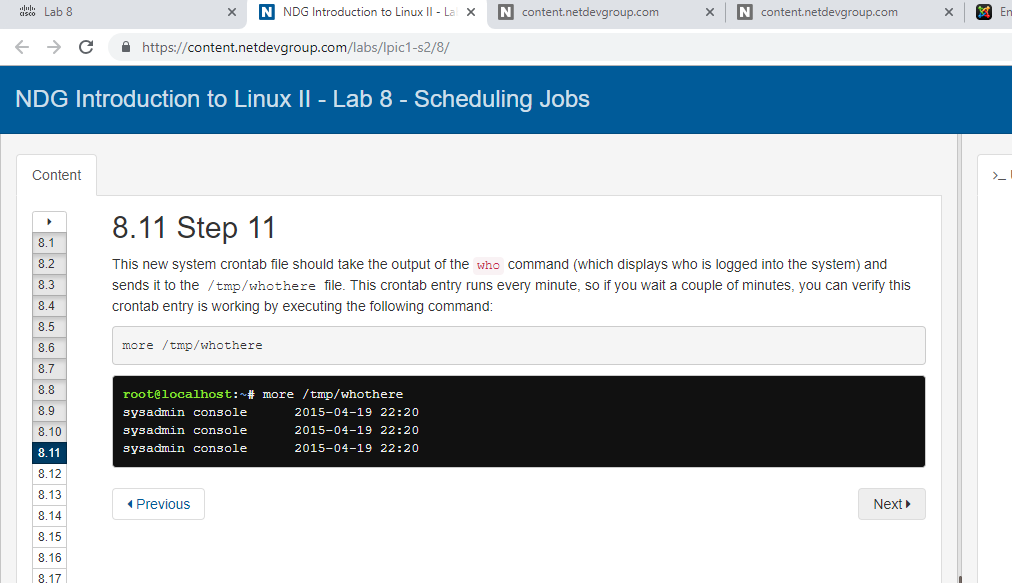 cisco Lab 8
NDG Introduction to Linux II - La
content.netdevgroup.com
content.netdevgroup.com
En
https://content.netdevgroup.com/labs/lpic1-s2/8/
NDG Introduction to Linux II - Lab 8 - Scheduling Jobs
Content
8.1
8.2
8.3
8.4
8.5
8.6
8.7
8.8
8.9
8.10
8.11
8.12
8.13
8.14
8.15
8.16
8.17
8.11 Step 11
This new system crontab file should take the output of the who command (which displays who is logged into the system) and
sends it to the /tmp/whothere file. This crontab entry runs every minute, so if you wait a couple of minutes, you can verify this
crontab entry is working by executing the following command:
more /tmp/whothere
root@localhost:~# more /tmp/whothere
sysadmin console      2015-04-19 22:20
sysadmin console      2015-04-19 22:20
sysadmin console      2015-04-19 22:20
Previous
Next
>_